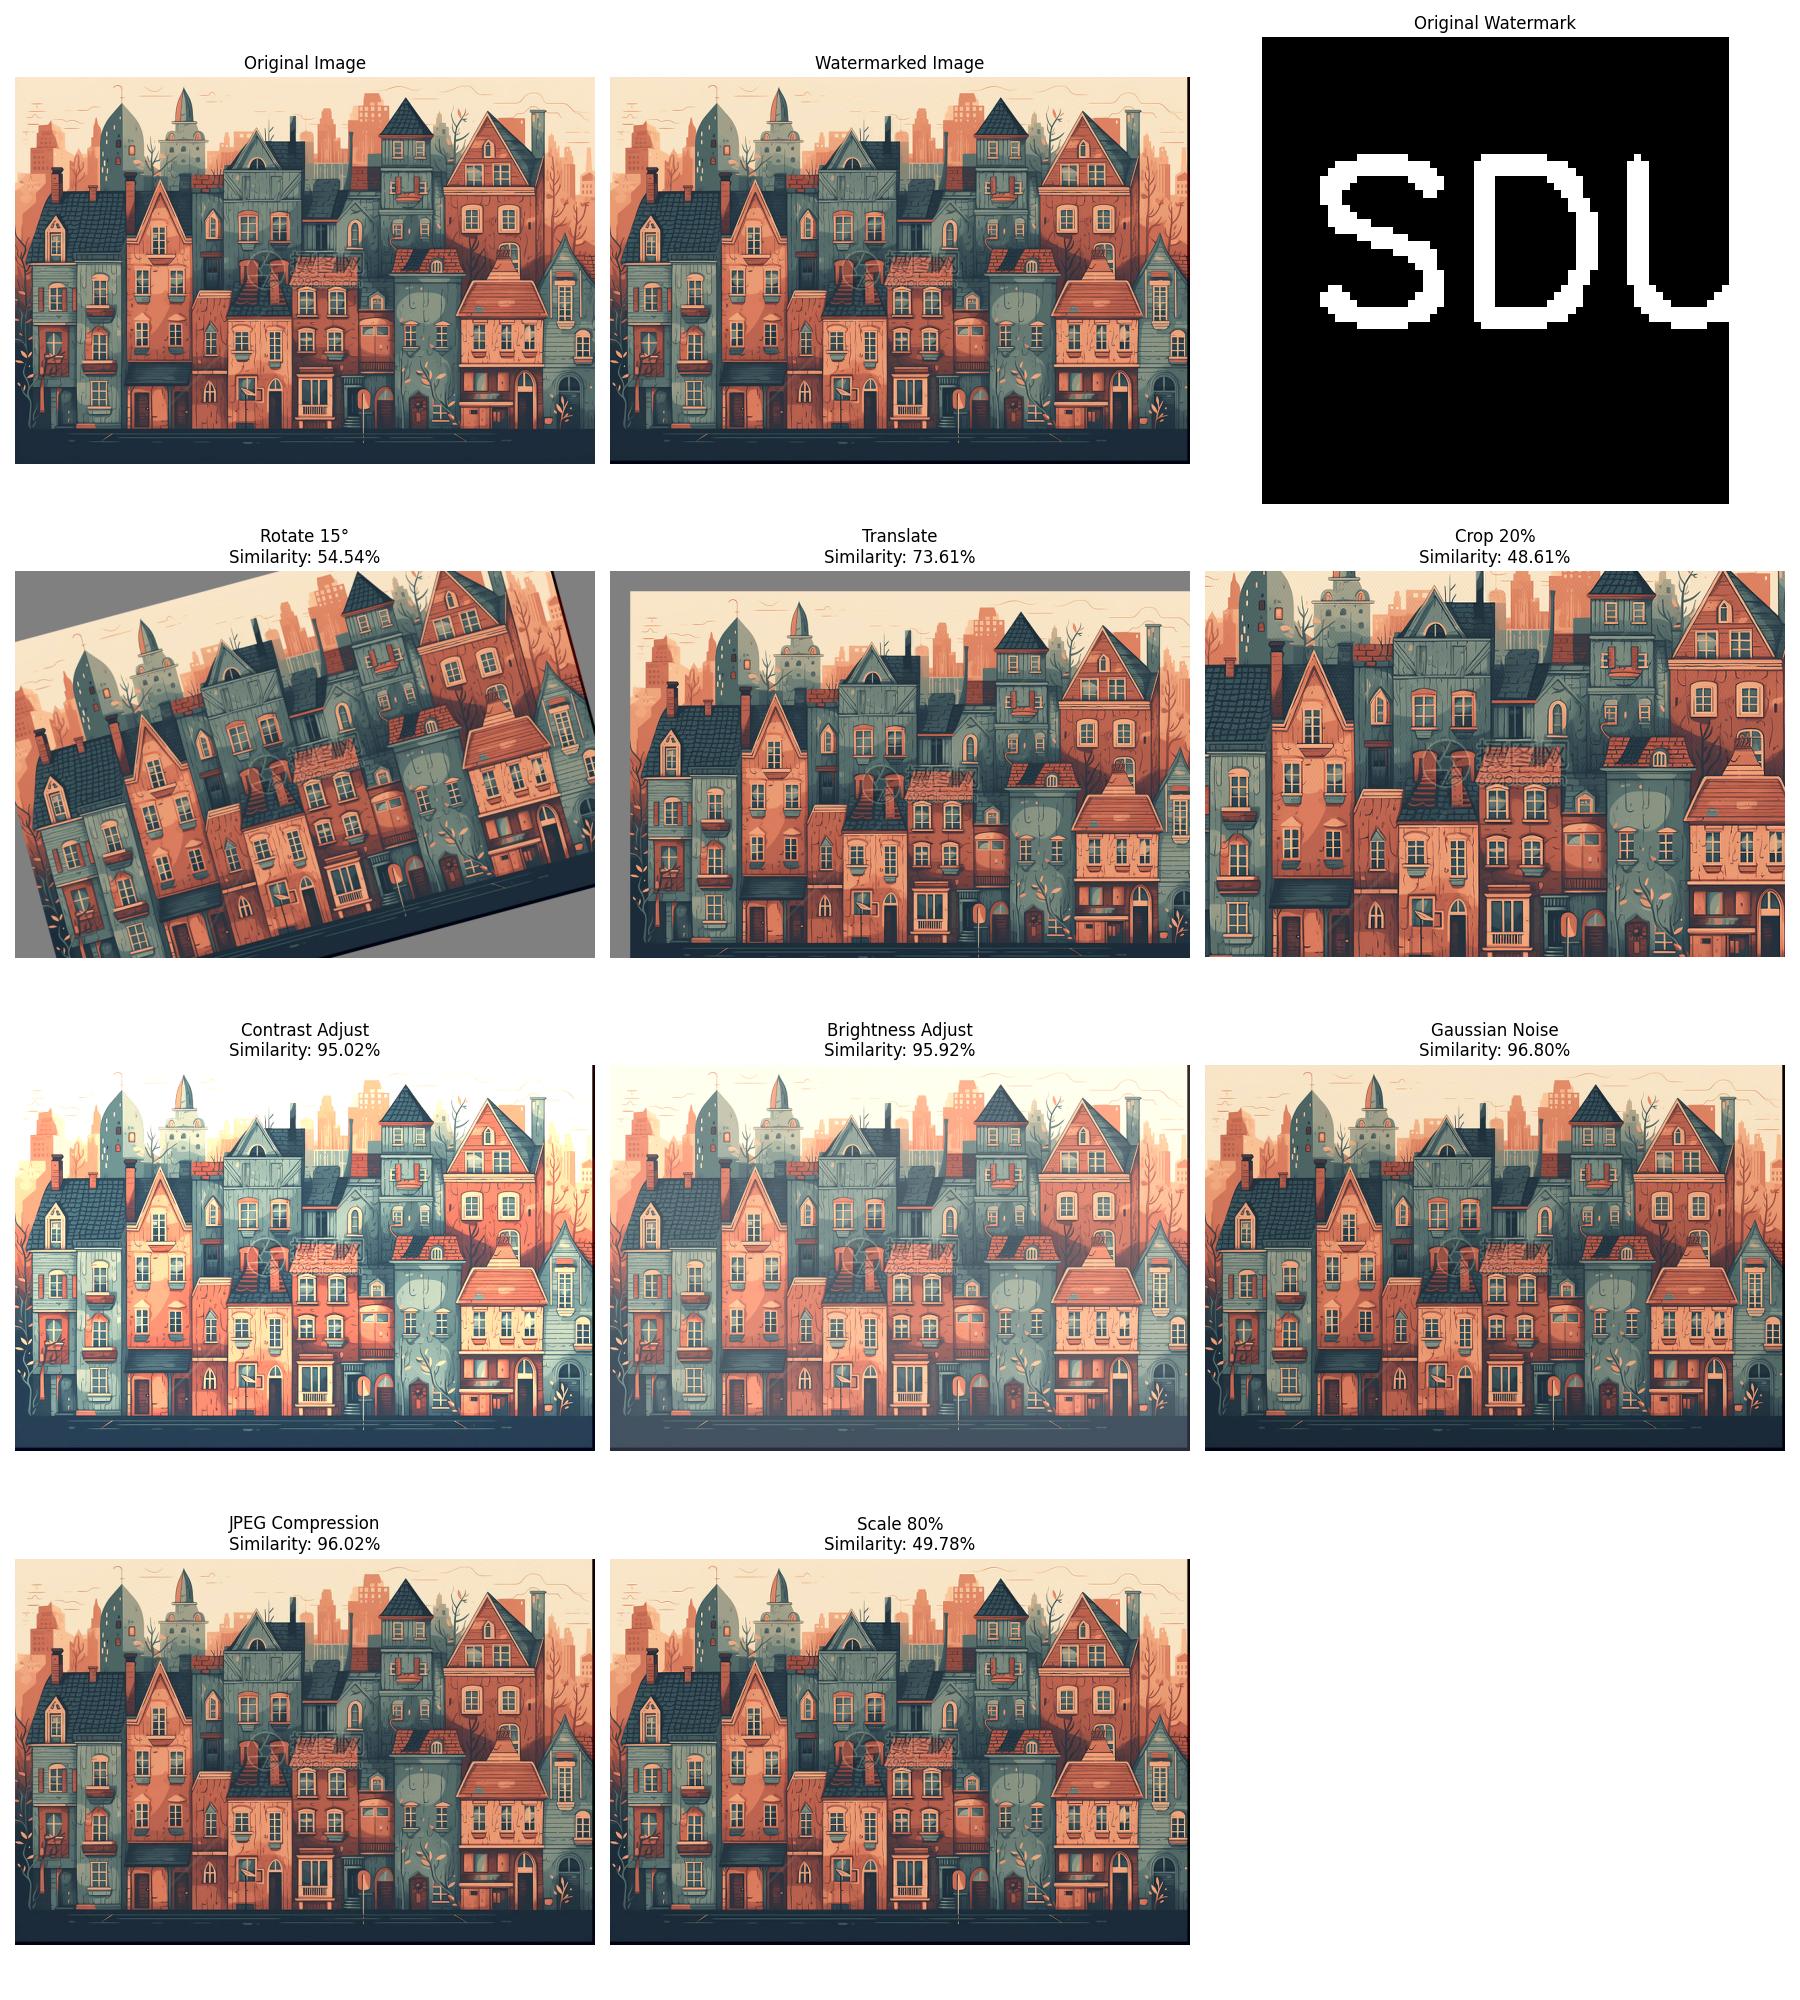 Original Image
Watermarked Image
Original Watermark
SDU
Rotate 15°
Similarity: 54.54%
Translate
Similarity: 73.61%
Crop 20%
Similarity: 48.61%
Contrast Adjust
Similarity: 95.02%
Brightness Adjust
Similarity: 95.92%
Gaussian Noise
Similarity: 96.80%
JPEG Compression
Similarity: 96.02%
Scale 80%
Similarity: 49.78%